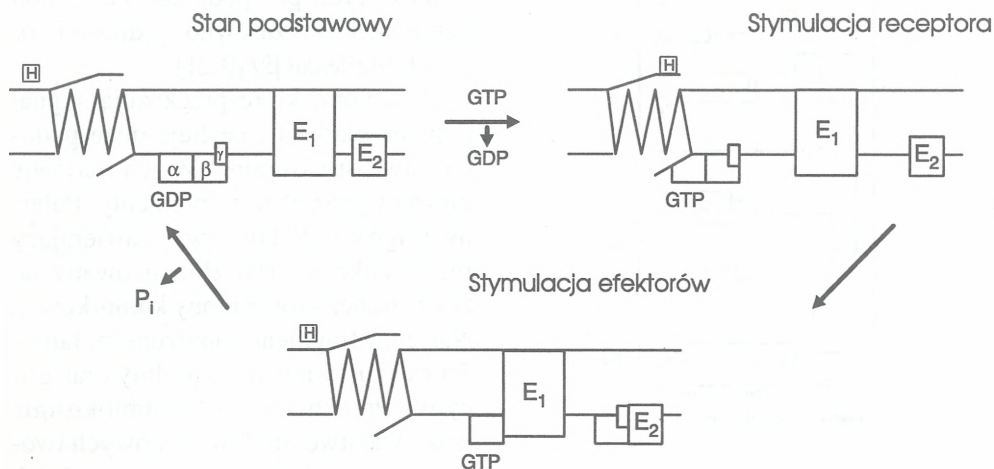 Stan podstawowy
Stymulacja receptora
H
E₁
E₂
α β γ
GDP
GTP
GDP
H
E₁
E₂
GTP
Stymulacja efektorów
Pᵢ
H
E₁
E₂
GTP